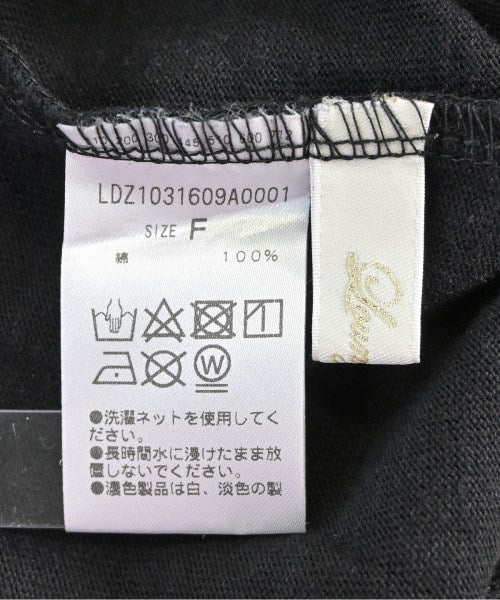 LDZ1031609A0001
SIZE F
綿 100%
W
●洗濯ネットを使用してく
ださい。
●長時間水に浸けたまま放
置しないでください。
●濃色製品は白、淡色の製